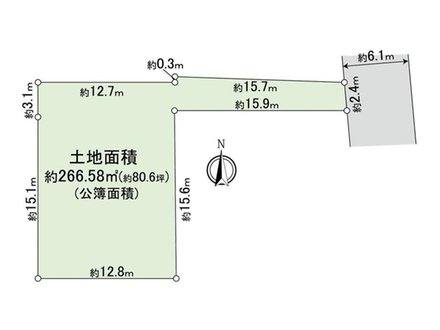 約0.3m
約6.1m
約12.7m
約15.7m
約3.1m
約2.4m
約15.9m
土地面積
約266.58㎡(約80.6坪)
(公簿面積)
N
約15.1m
約15.6m
約12.8m